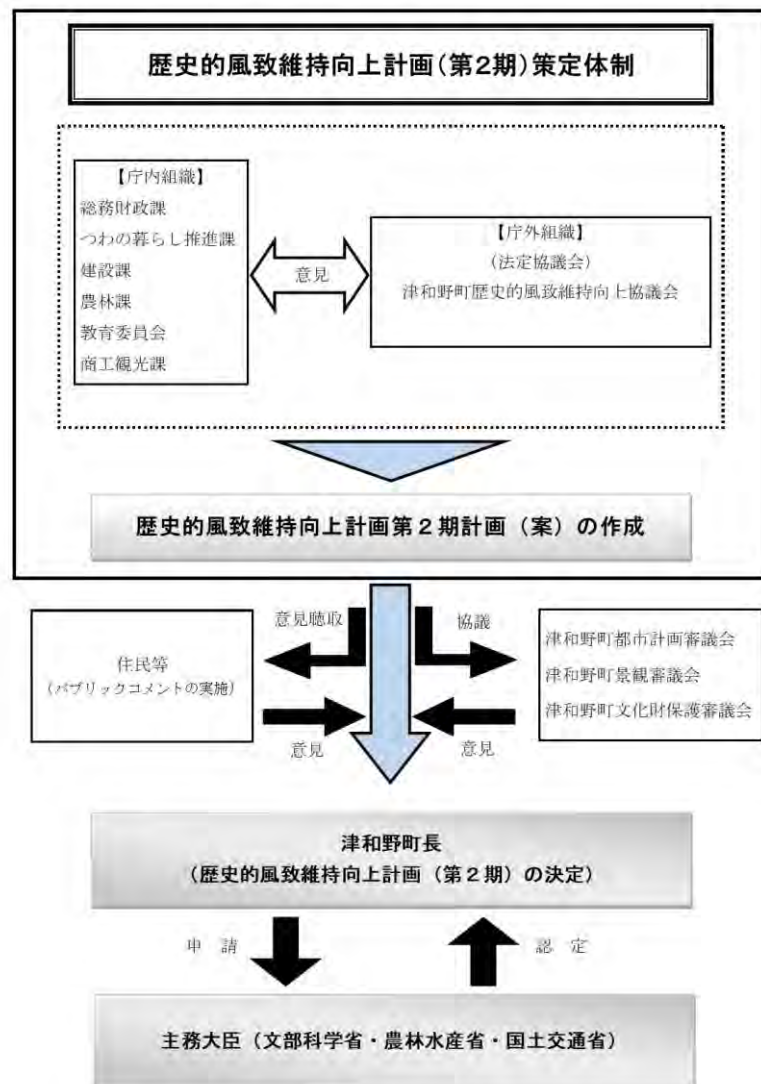 歴史的風致維持向上計画(第2期)策定体制
【庁内組織】
総務財政課
つわの暮らし推進課
建設課
農林課
教育委員会
商工観光課
意見
【庁外組織】
(法定協議会)
津和野町歴史的風致維持向上協議会
歴史的風致維持向上計画第２期計画（案）の作成
意見聴取
協議
住民等
(パブリックコメントの実施)
津和野町都市計画審議会
津和野町景観審議会
津和野町文化財保護審議会
意見
意見
津和野町長
（歴史的風致維持向上計画（第２期）の決定）
申　請
認　定
主務大臣（文部科学省・農林水産省・国土交通省）